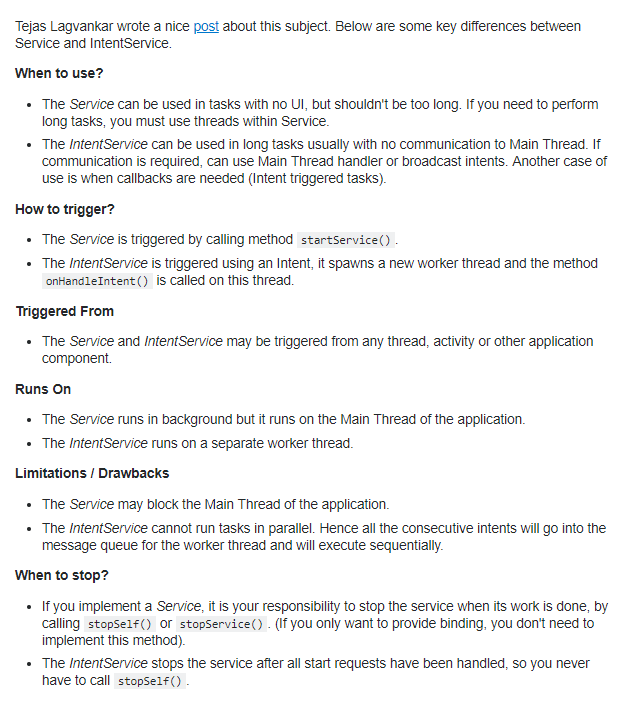 Tejas Lagvankar wrote a nice post about this subject. Below are some key differences between
Service and IntentService.
When to use?
• The Service can be used in tasks with no UI, but shouldn't be too long. If you need to perform
long tasks, you must use threads within Service.
• The IntentService can be used in long tasks usually with no communication to Main Thread. If
communication is required, can use Main Thread handler or broadcast intents. Another case of
use is when callbacks are needed (Intent triggered tasks).
How to trigger?
• The Service is triggered by calling method startService().
• The IntentService is triggered using an Intent, it spawns a new worker thread and the method
onHandleIntent() is called on this thread.
Triggered From
• The Service and IntentService may be triggered from any thread, activity or other application
component.
Runs On
• The Service runs in background but it runs on the Main Thread of the application.
• The IntentService runs on a separate worker thread.
Limitations / Drawbacks
• The Service may block the Main Thread of the application.
• The IntentService cannot run tasks in parallel. Hence all the consecutive intents will go into the
message queue for the worker thread and will execute sequentially.
When to stop?
• If you implement a Service, it is your responsibility to stop the service when its work is done, by
calling stopSelf() or stopService(). (If you only want to provide binding, you don't need to
implement this method).
• The IntentService stops the service after all start requests have been handled, so you never
have to call stopSelf().